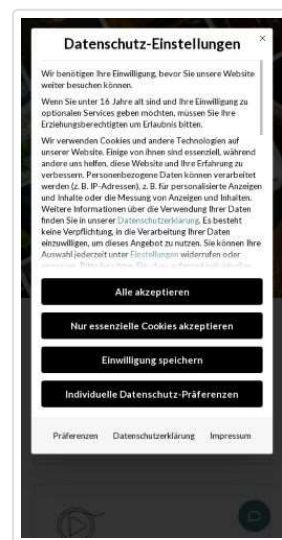 Datenschutz-Einstellungen
×
Wir benötigen Ihre Einwilligung, bevor Sie unsere Website
weiter besuchen können.
Wenn Sie unter 16 Jahre alt sind und Ihre Einwilligung zu
optionalen Services geben möchten, müssen Sie Ihre
Erziehungsberechtigten um Erlaubnis bitten.
Wir verwenden Cookies und andere Technologien auf
unserer Website. Einige von ihnen sind essenziell, während
andere uns helfen, diese Website und Ihre Erfahrung zu
verbessern. Personenbezogene Daten können verarbeitet
werden (z. B. IP-Adressen), z. B. für personalisierte Anzeigen
und Inhalte oder die Messung von Anzeigen und Inhalten.
Weitere Informationen über die Verwendung Ihrer Daten
finden Sie in unserer Datenschutzerklärung. Es besteht
keine Verpflichtung, in die Verarbeitung Ihrer Daten
einzuwilligen, um dieses Angebot zu nutzen. Sie können Ihre
Auswahl jederzeit unter Einstellungen widerrufen oder
Alle akzeptieren
Nur essenzielle Cookies akzeptieren
Einwilligung speichern
Individuelle Datenschutz-Präferenzen
Präferenzen Datenschutzerklärung Impressum